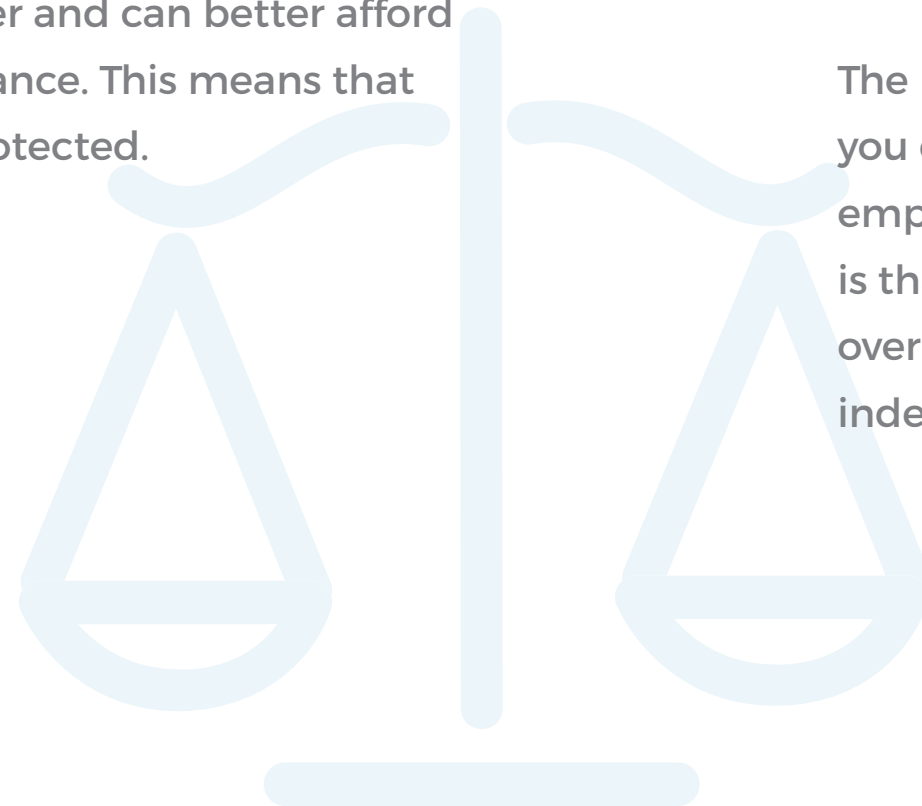 er and can better afford
ance. This means that
otected.
The
you
emp
is th
over
inde